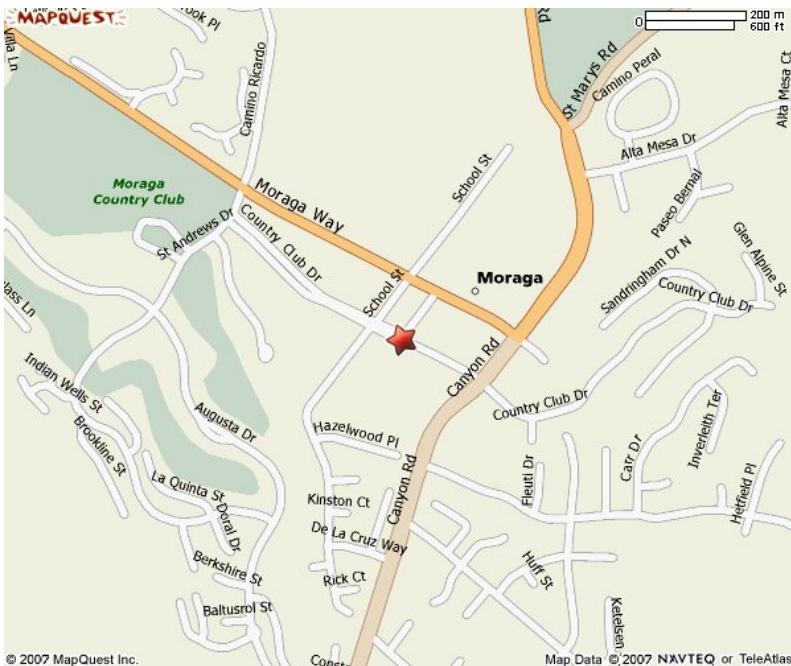 MAPQUEST
0
200 m
600 ft
Villa Ln
Camino Ricardo
St Marys Rd
Camino Peral
Alta Mesa Ct
Alta Mesa Dr
Paseo Bernal
Moraga
Country Club
Moraga Way
School St
St Andrews Dr
Country Club Dr
School St
Moraga
Sandringham Dr N
Glen Alpine St
Country Club Dr
Canyon Rd
Country Club Dr
Indian Wells St
Brookline St
Augusta Dr
Hazelwood Pl
La Quinta St
Doral Dr
Kinston Ct
Canyon Rd
Fleuti Dr
Carr Dr
Inverleith Ter
Hetfield Pl
De La Cruz Way
Berkshire St
Rick Ct
Huff St
Baltusrol St
Ketelsen
© 2007 MapQuest Inc.
Map Data © 2007 NAVTEQ or TeleAtlas